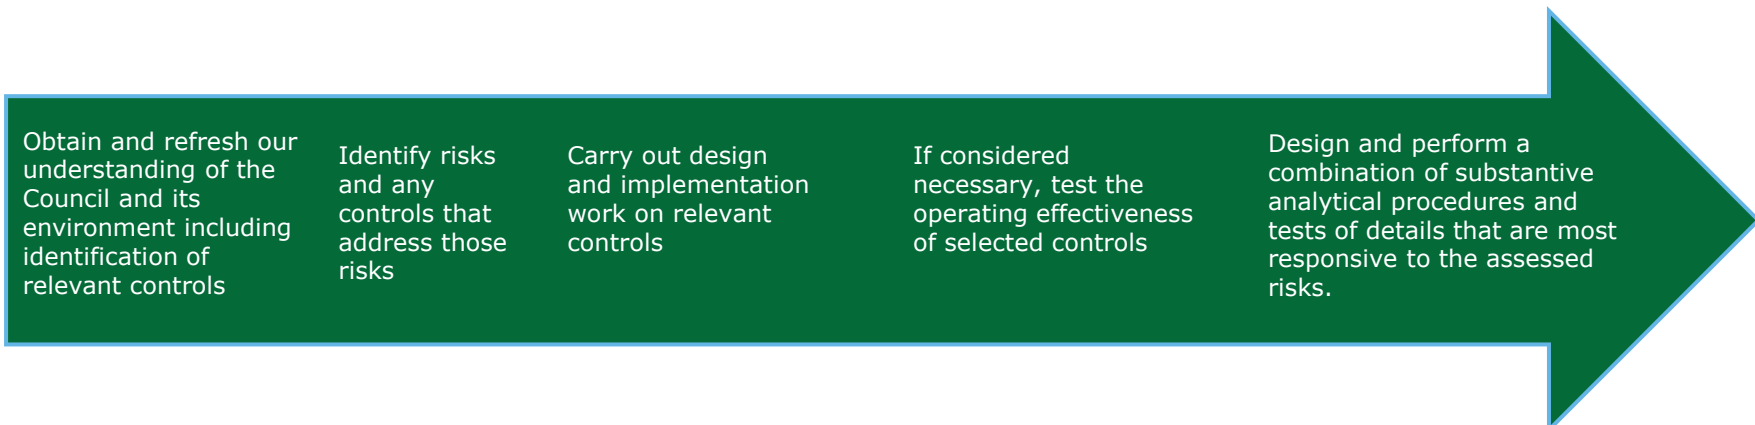 Obtain and refresh our
understanding of the
Council and its
environment including
identification of
relevant controls
Identify risks
and any
controls that
address those
risks
Carry out design
and implementation
work on relevant
controls
If considered
necessary, test the
operating effectiveness
of selected controls
Design and perform a
combination of substantive
analytical procedures and
tests of details that are most
responsive to the assessed
risks.